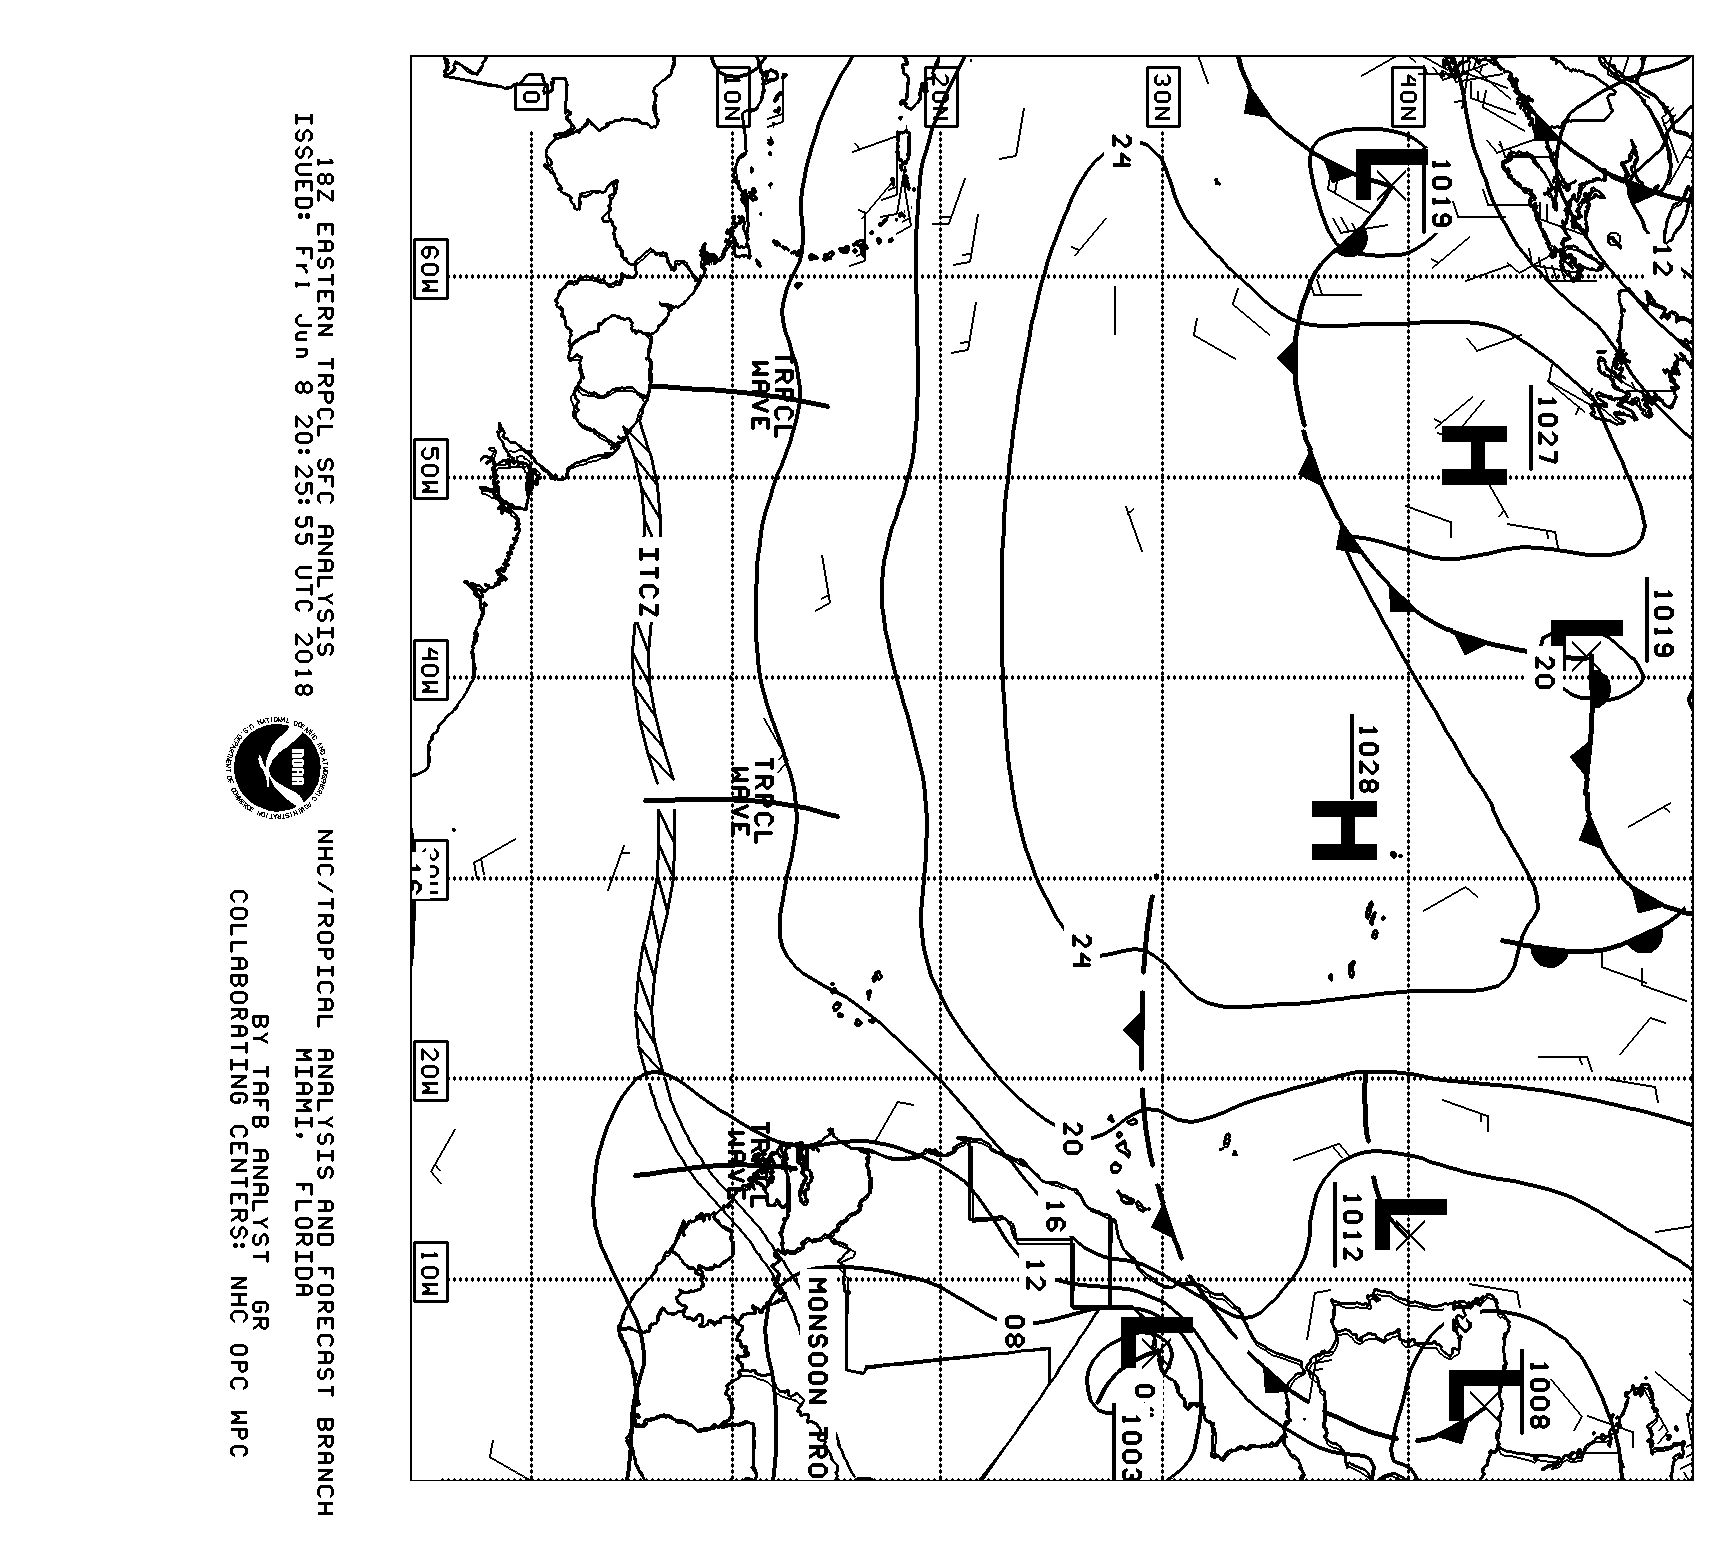 0
10N
20N
30N
40N
60W
50W
40W
20W
10W
1019
12
24
1027
TRPCL
WAVE
ITCZ
1019
20
1028
TRPCL
WAVE
24
20
TRPCL
WAVE
16
12
08
1012
1008
1003
MONSOON TRO
18Z EASTERN TRPCL SFC ANALYSIS
ISSUED: Fri Jun 8 20:25:55 UTC 2018
NOAA
NHC/TROPICAL ANALYSIS AND FORECAST BRANCH
MIAMI, FLORIDA
BY TAFB ANALYST GR
COLLABORATING CENTERS: NHC OPC WPC
L
L
H
H
L
L
L